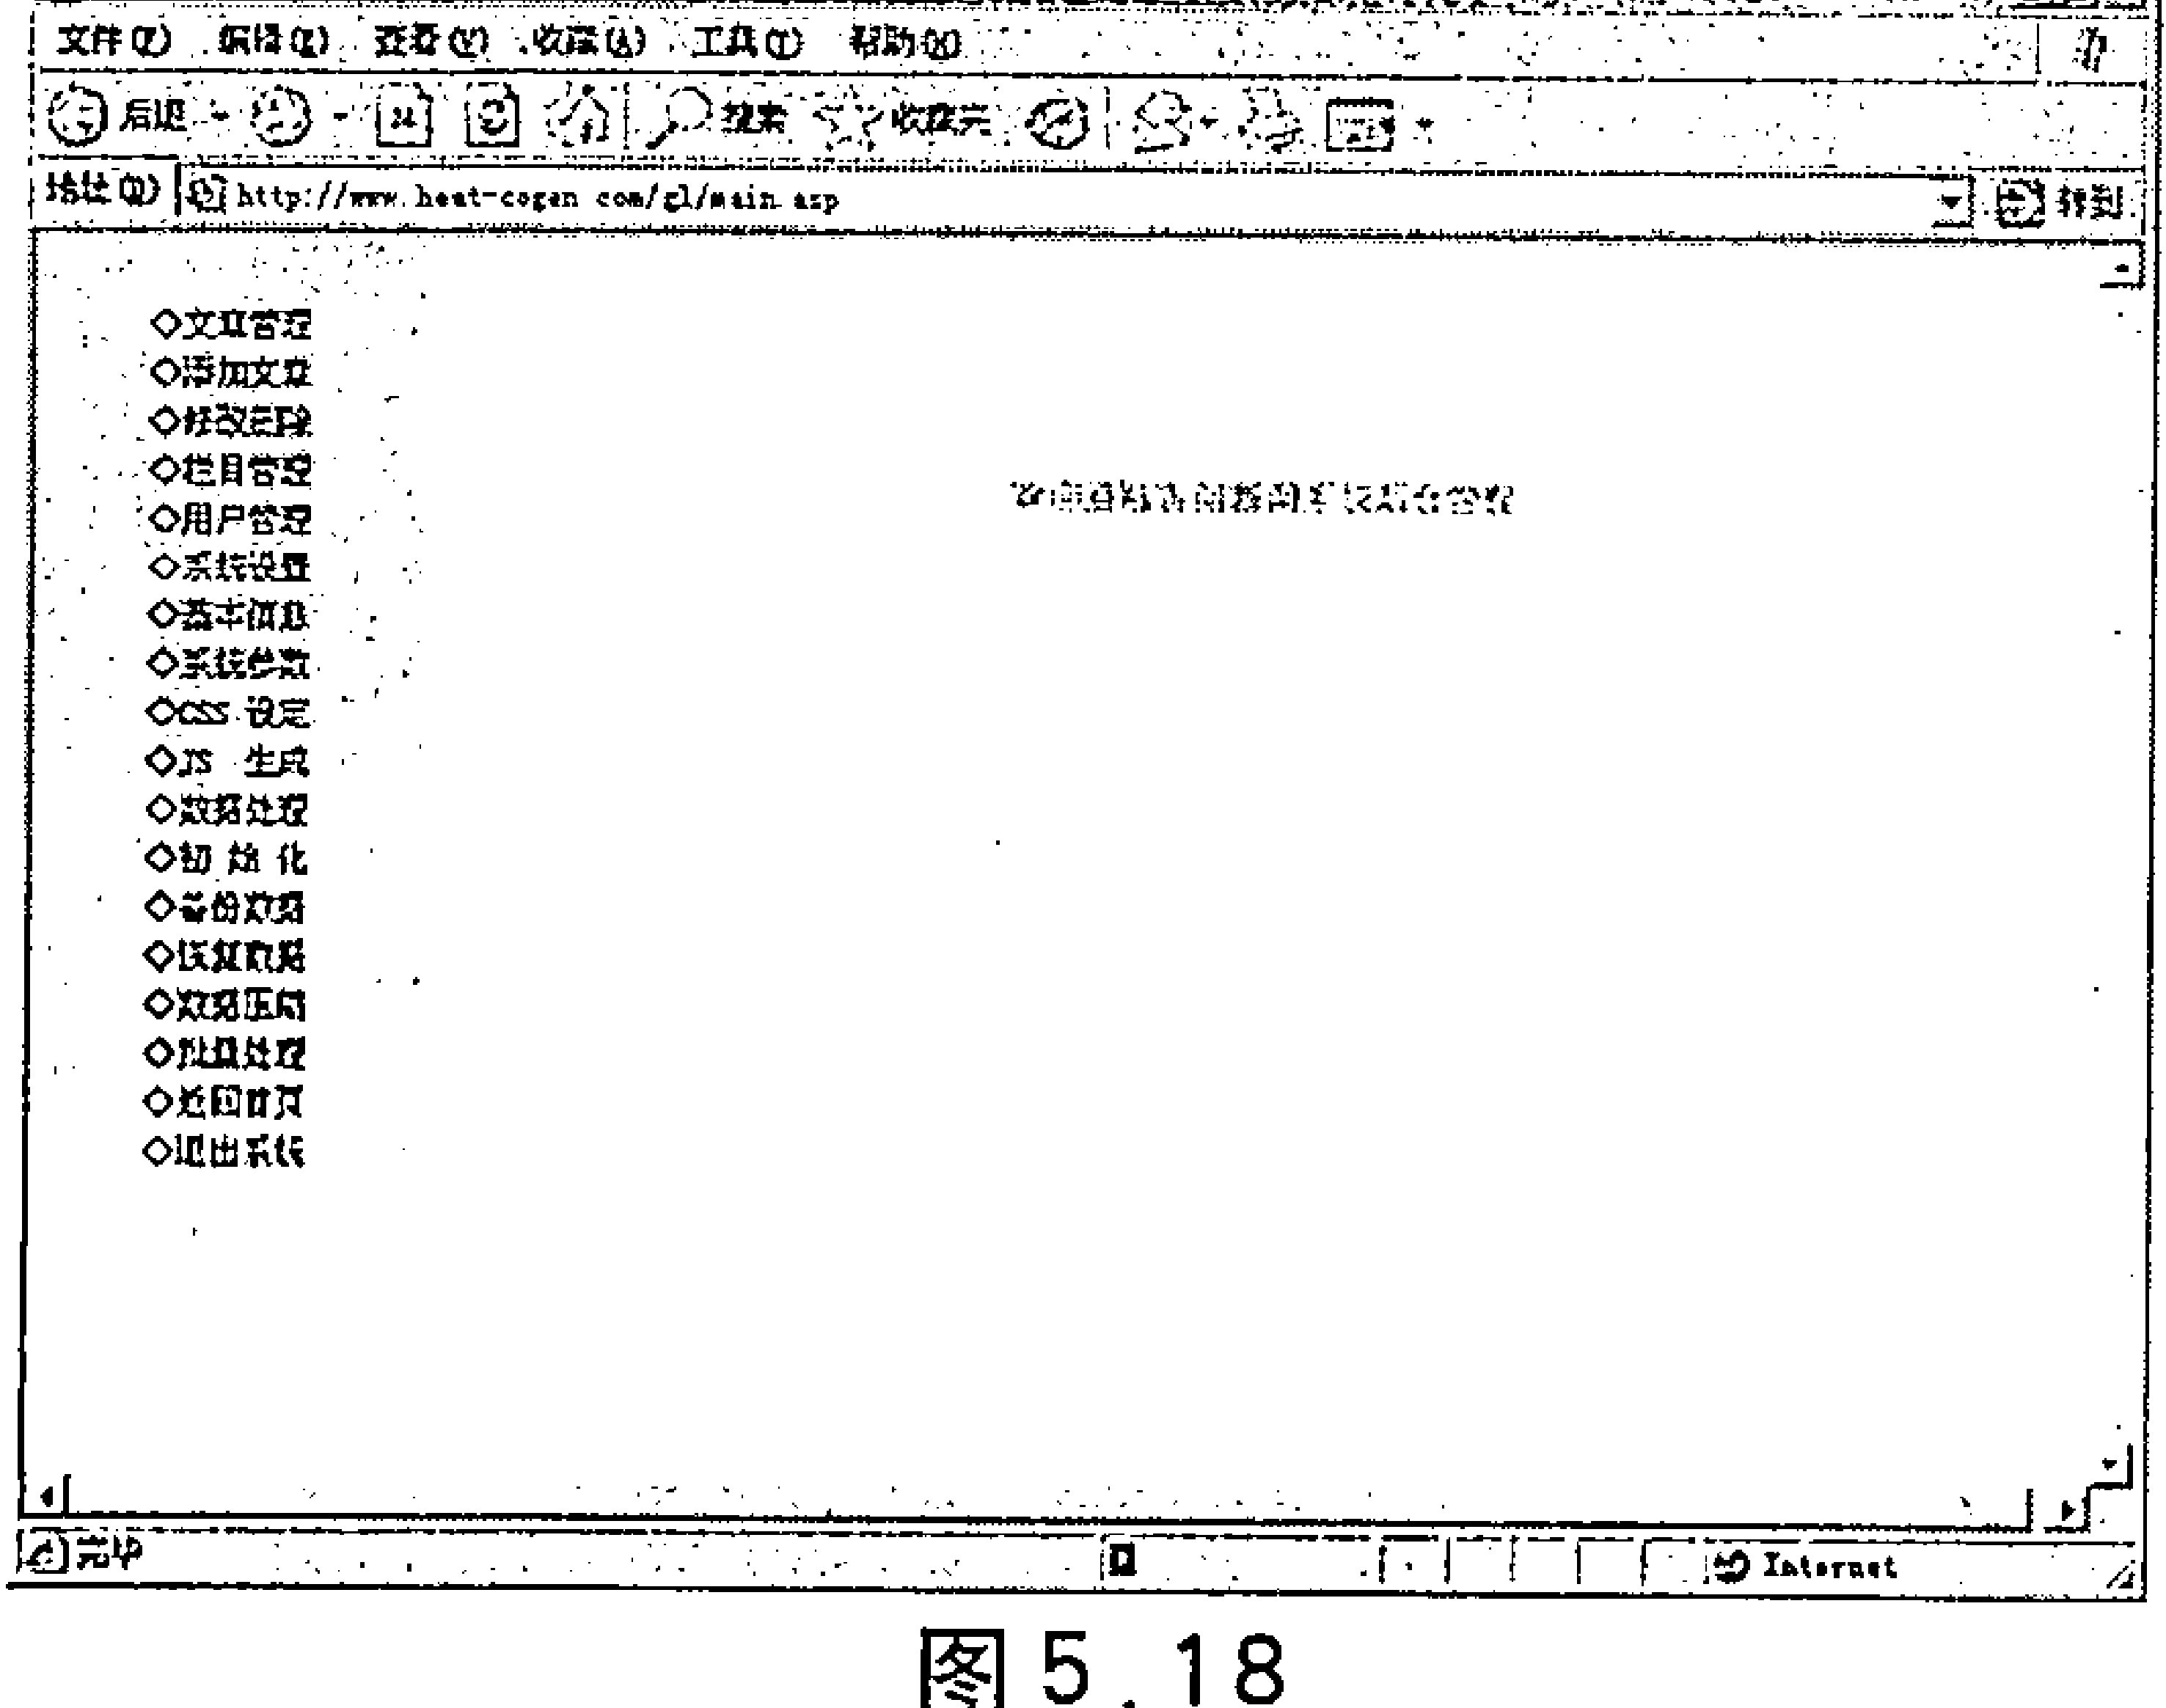 文件(F) 编辑(E) 查看(V) 收藏(A) 工具(T) 帮助(H)
后退 搜索 收藏夹
地址(D) http://www.heat-cogen com/gl/main asp 转到
◇文章管理
◇添加文章
◇修改删除
◇栏目管理
◇用户管理
◇系统设置
◇基本信息
◇系统参数
◇CSS 设定
◇JS 生成
◇数据处理
◇初 始 化
◇备份数据
◇恢复数据
◇数据压缩
◇批量处理
◇返回首页
◇退出系统
完毕 Internet
图 5.18